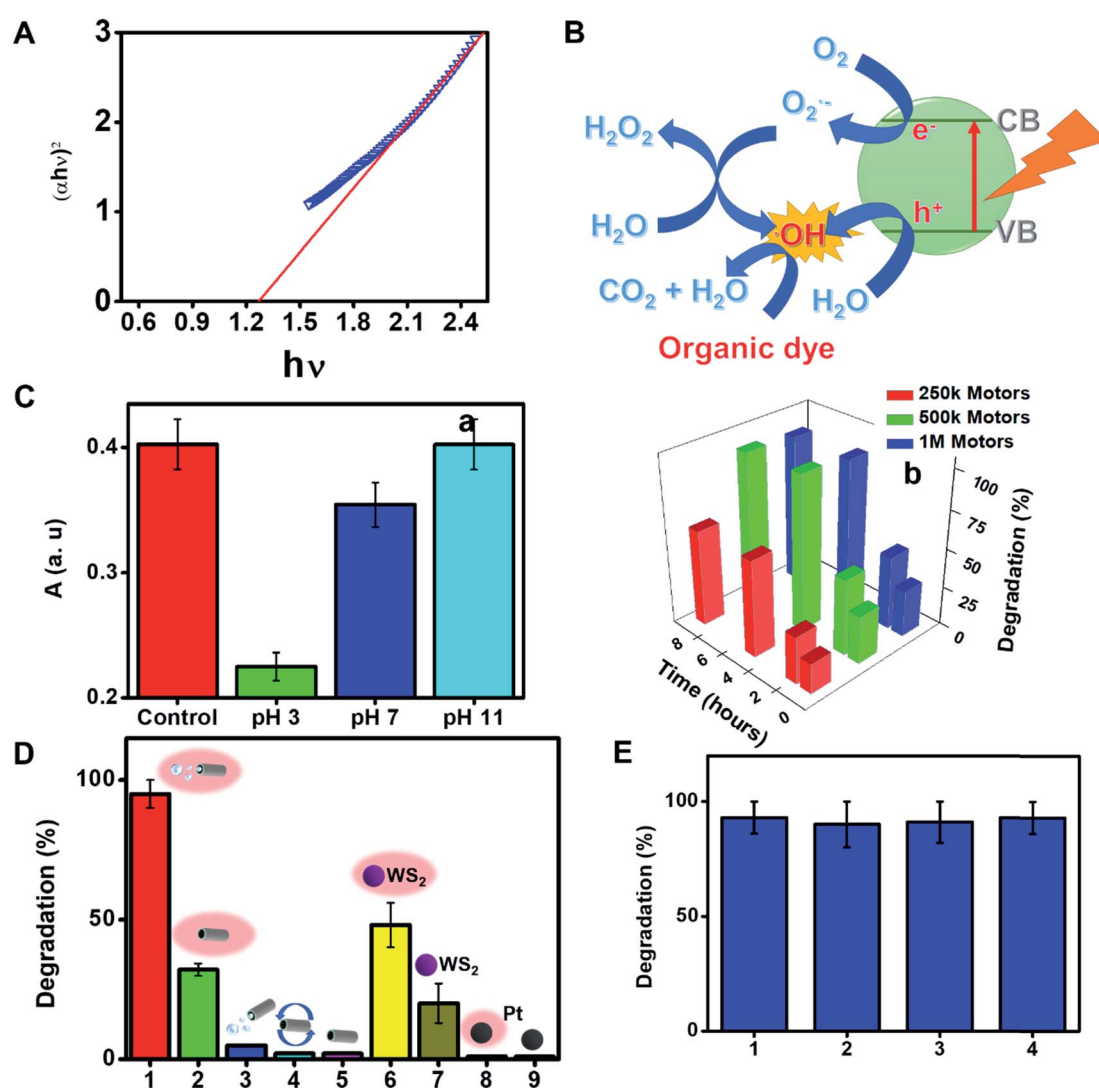 A
3
2
1
0
(αhν)²
0.6 0.9 1.2 1.5 1.8 2.1 2.4
hν
B
O₂
O₂·-
H₂O₂
e⁻
CB
h⁺
H₂O
·OH
VB
CO₂ + H₂O
H₂O
Organic dye
C
a
0.4
0.3
0.2
A (a. u)
Control pH 3 pH 7 pH 11
250k Motors
500k Motors
1M Motors
b
100
75
50
25
0
Degradation (%)
8 6 4 2 0
Time (hours)
D
100
50
0
Degradation (%)
WS₂
WS₂
Pt
1 2 3 4 5 6 7 8 9
E
100
50
0
Degradation (%)
1 2 3 4